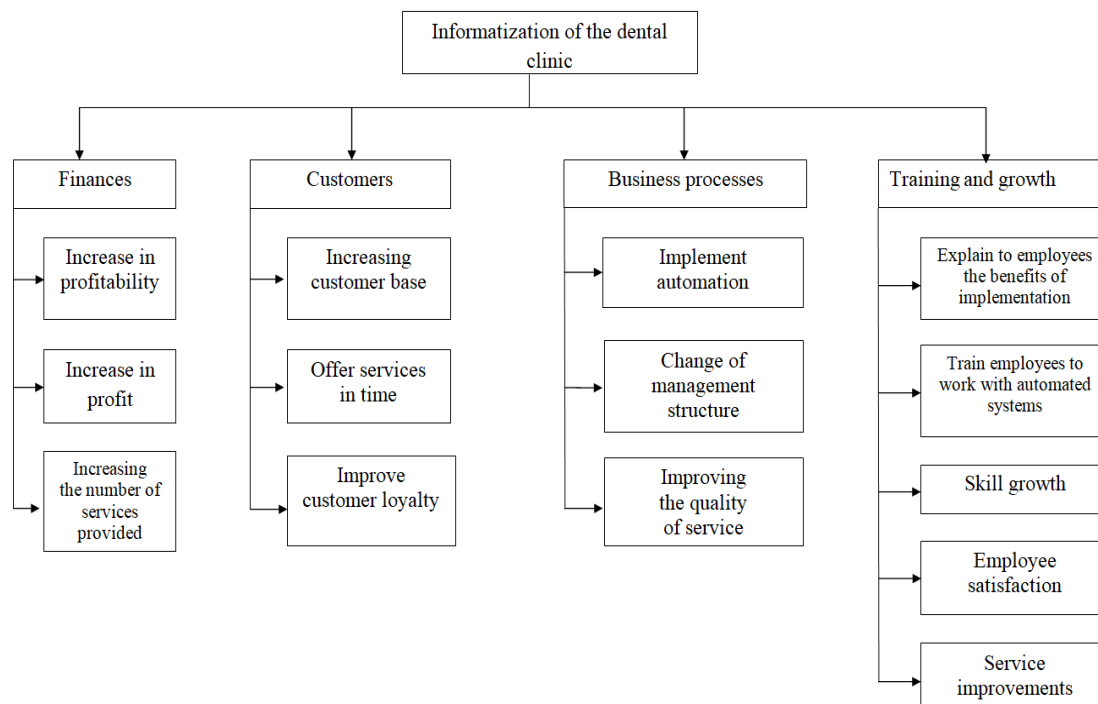 Informatization of the dental
clinic
Finances
Customers
Business processes
Training and growth
Increase in
profitability
Increase in
profit
Increasing
the number of
services
provided
Increasing
customer base
Offer services
in time
Improve
customer loyalty
Implement
automation
Change of
management
structure
Improving
the quality
of service
Explain to employees
the benefits of
implementation
Train employees to
work with automated
systems
Skill growth
Employee
satisfaction
Service
improvements